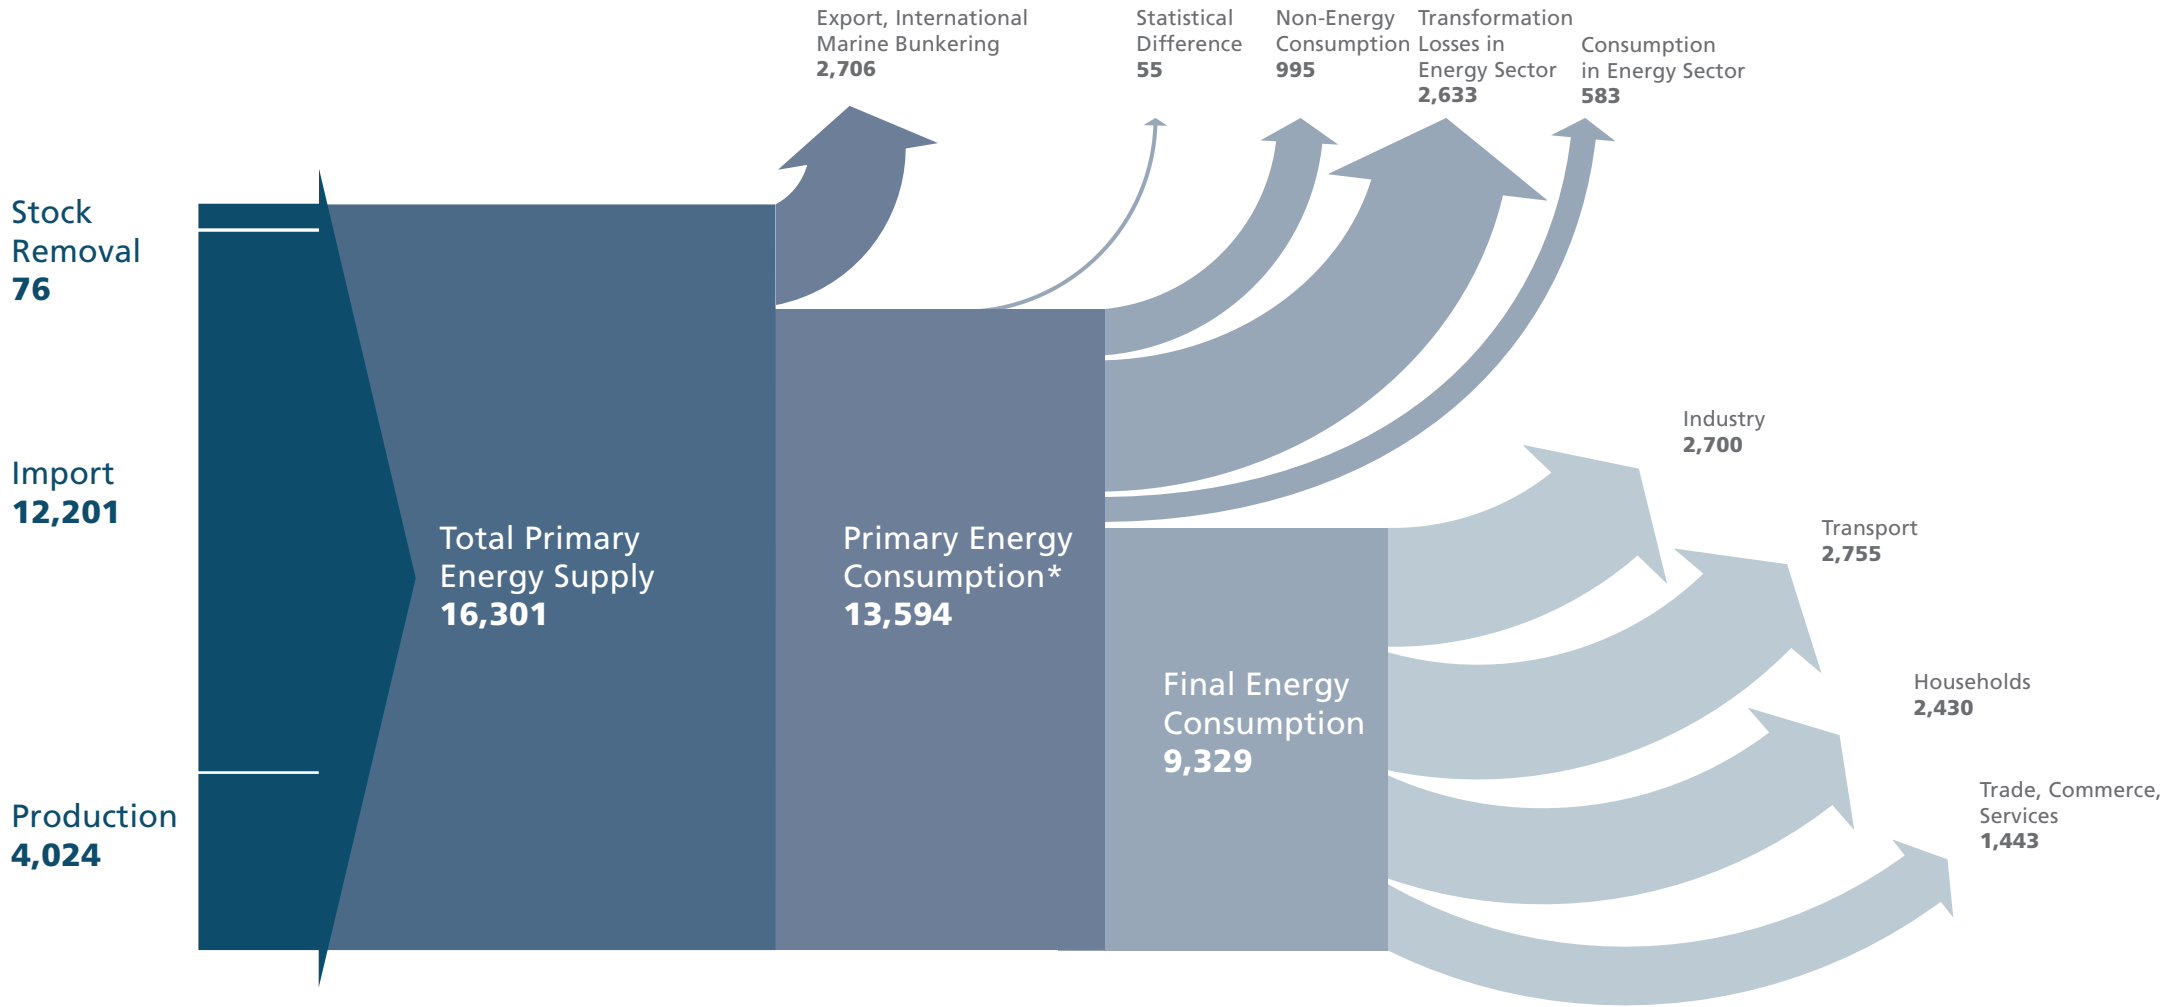 Export, International
Marine Bunkering
2,706
Statistical
Difference
55
Non-Energy
Consumption
995
Transformation
Losses in
Energy Sector
2,633
Consumption
in Energy Sector
583
Stock
Removal
76
Import
12,201
Production
4,024
Total Primary
Energy Supply
16,301
Primary Energy
Consumption*
13,594
Final Energy
Consumption
9,329
Industry
2,700
Transport
2,755
Households
2,430
Trade, Commerce,
Services
1,443